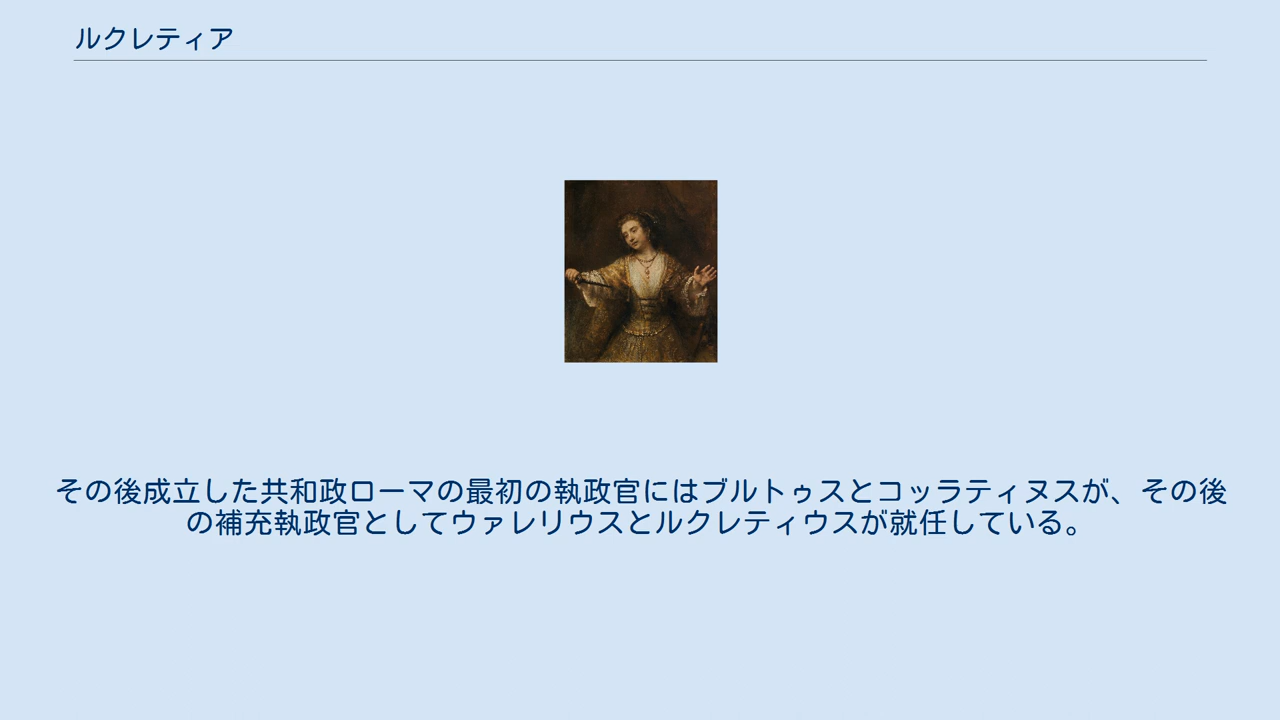 ルクレティア
その後成立した共和政ローマの最初の執政官にはブルトゥスとコッラティヌスが、その後
の補充執政官としてウァレリウスとルクレティウスが就任している。